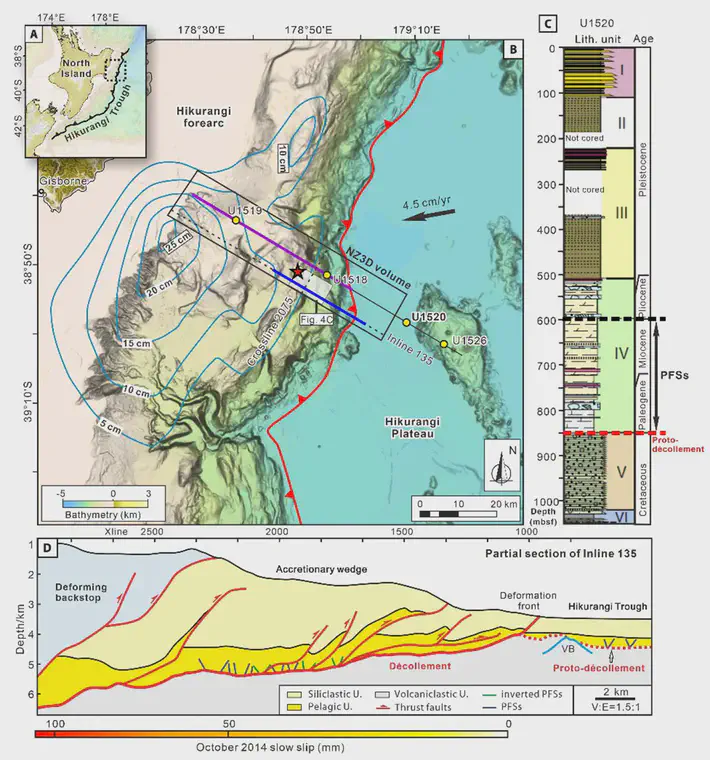 174°E 178°E
A
38°S
40°S
42°S
North
Island
Hikurangi Trough
Gisborne
178°30'E 178°50'E 179°10'E
B
38°50'S
39°10'S
Hikurangi
forearc
10 cm
4.5 cm/yr
U1519
25 cm
NZ3D volume
U1518
20 cm
U1520
Crossline 2075
Fig. 4C
Inline 135
U1526
15 cm
10 cm
5 cm
Hikurangi
Plateau
N
-5 0 3
Bathymetry (km)
0 10 20 km
C U1520
Lith. unit Age
0
100
200
300
400
500
600
700
800
900
1000
Depth
(mbsf)
I
II
Not cored
III
Not cored
IV
V
VI
Pleistocene
Pliocene
Miocene
Paleogene
Cretaceous
PFSs
Proto-
décollement
Xline 2500 2000 1500 1000
D
Partial section of Inline 135
Depth/km
1
2
3
4
5
6
Deforming
backstop
Accretionary wedge
Deformation
front
Hikurangi Trough
VB
Décollement
Proto-décollement
Siliclastic U. Volcaniclastic U. inverted PFSs
Pelagic U. Thrust faults PFSs
2 km
V:E=1.5:1
100 50 0
October 2014 slow slip (mm)